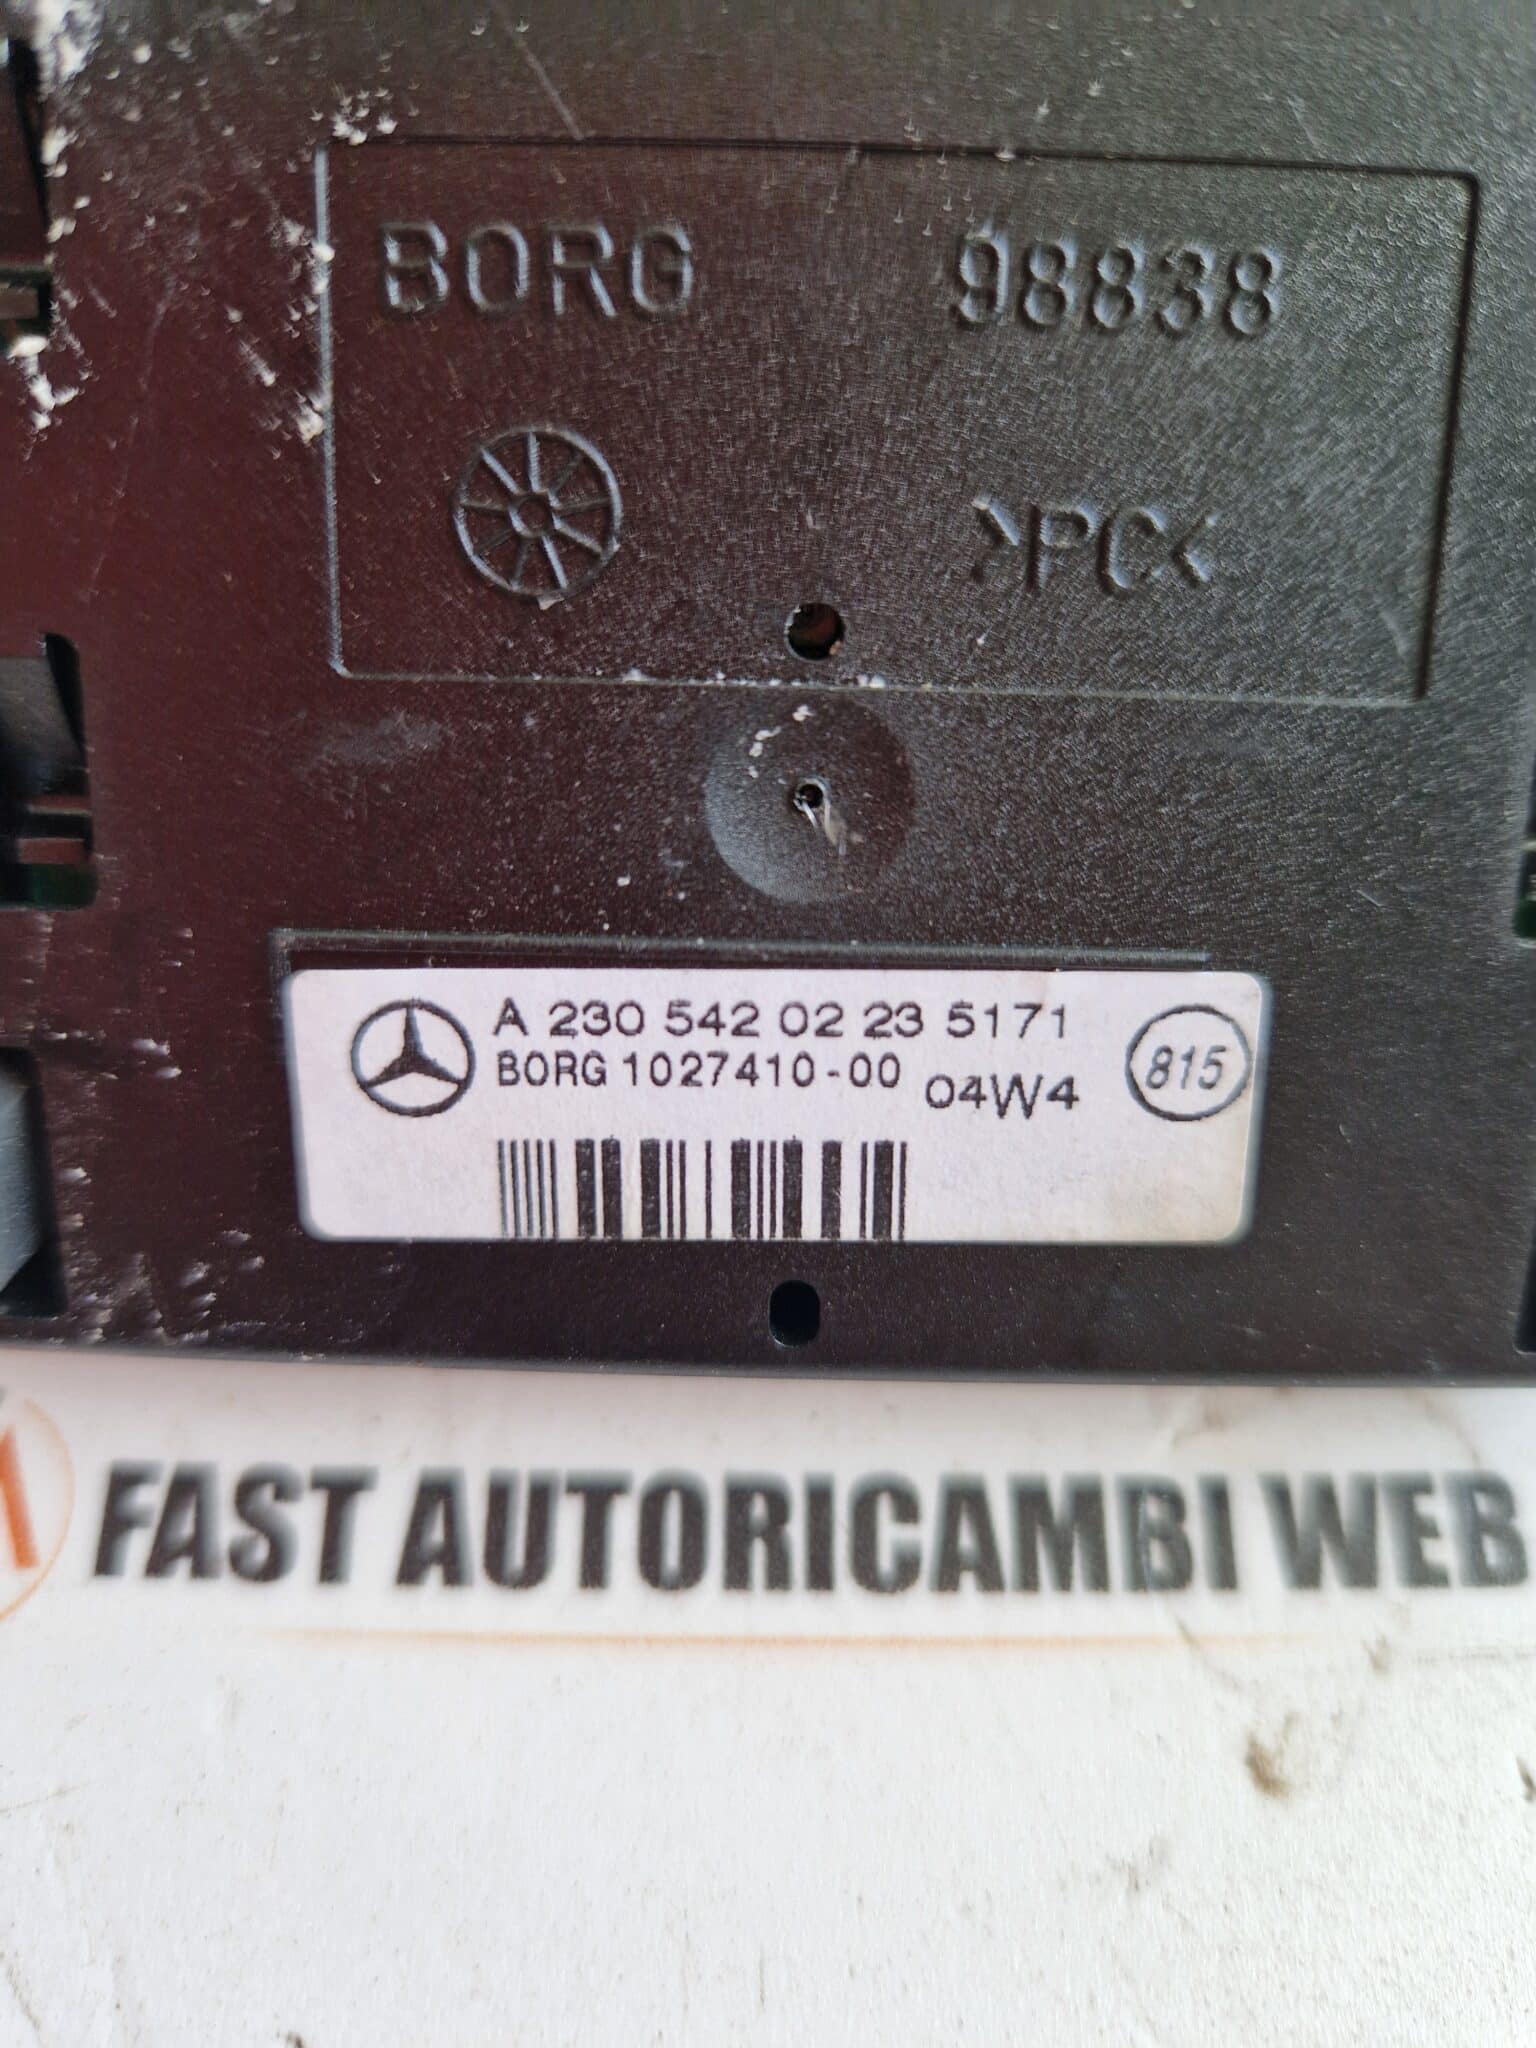 BORG 98838
>PC<
A 230 542 02 23 5171
BORG 1027410-00 04W4
815
FAST AUTORICAMBI WEB